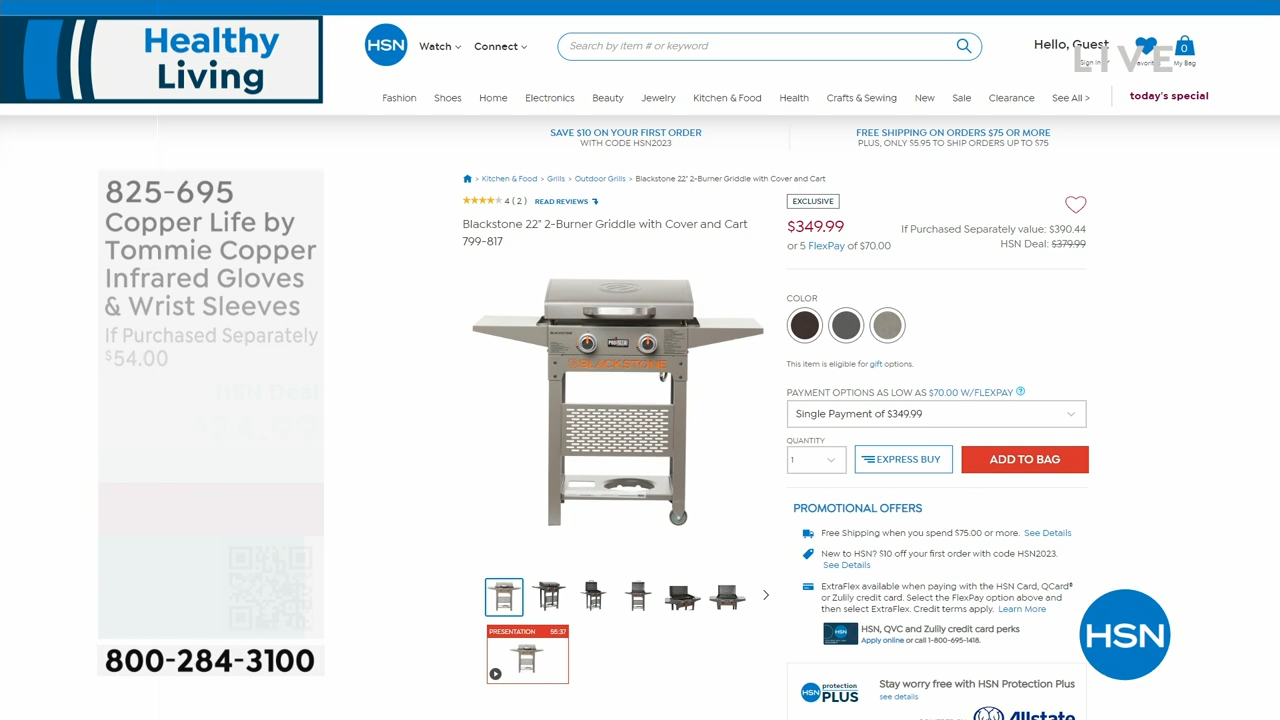 Healthy
Living
HSN
Watch
Connect
Search by item # or keyword
Hello, Guest
LIVE
0
My Bag
Fashion
Shoes
Home
Electronics
Beauty
Jewelry
Kitchen & Food
Health
Crafts & Sewing
New
Sale
Clearance
See All >
today's special
SAVE $10 ON YOUR FIRST ORDER
WITH CODE HSN2023
FREE SHIPPING ON ORDERS $75 OR MORE
PLUS, ONLY $5.95 TO SHIP ORDERS UP TO $75
825-695
Copper Life by
Tommie Copper
Infrared Gloves
& Wrist Sleeves
If Purchased Separately
$54.00
HSN Deal
800-284-3100
> Kitchen & Food > Grills > Outdoor Grills > Blackstone 22" 2-Burner Griddle with Cover and Cart
4 ( 2 ) READ REVIEWS
Blackstone 22" 2-Burner Griddle with Cover and Cart
799-817
BLACKSTONE
EXCLUSIVE
$349.99
If Purchased Separately value: $390.44
or 5 FlexPay of $70.00
HSN Deal: $379.99
COLOR
This item is eligible for gift options.
PAYMENT OPTIONS AS LOW AS $70.00 W/FLEXPAY
Single Payment of $349.99
QUANTITY
1
EXPRESS BUY
ADD TO BAG
PROMOTIONAL OFFERS
Free Shipping when you spend $75.00 or more. See Details
New to HSN? $10 off your first order with code HSN2023.
See Details
ExtraFlex available when paying with the HSN Card, QCard®
or Zulily credit card. Select the FlexPay option above and
then select ExtraFlex. Credit terms apply. Learn More
HSN, QVC and Zulily credit card perks
Apply online or call 1-800-695-1418.
PRESENTATION 55:37
HSN
HSN protection PLUS
Stay worry free with HSN Protection Plus
see details
Allstate